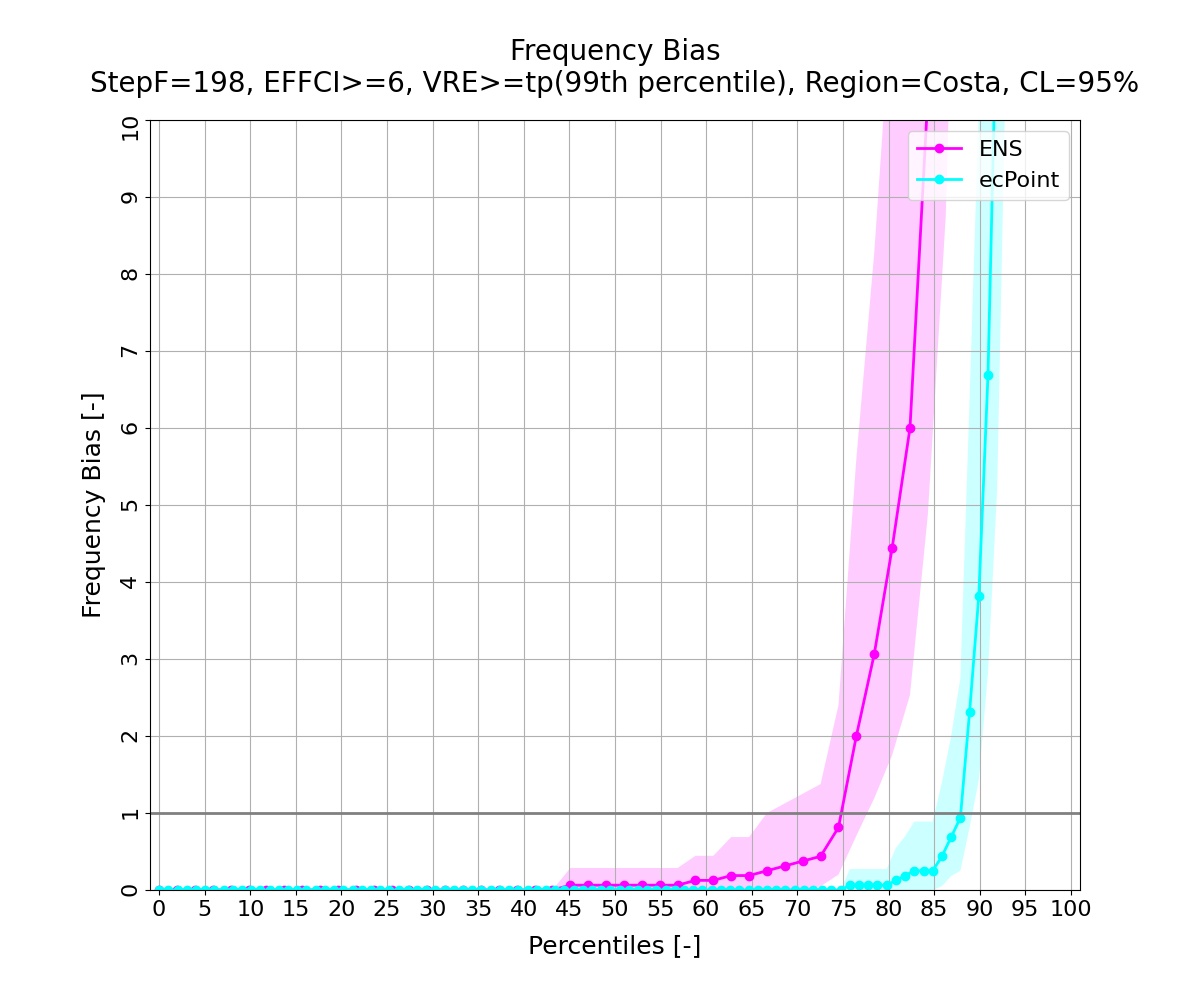 Frequency Bias
StepF=198, EFFCI>=6, VRE>=tp(99th percentile), Region=Costa, CL=95%
10
9
8
7
6
5
4
3
2
1
0
Frequency Bias [-]
ENS
ecPoint
0 5 10 15 20 25 30 35 40 45 50 55 60 65 70 75 80 85 90 95 100
Percentiles [-]